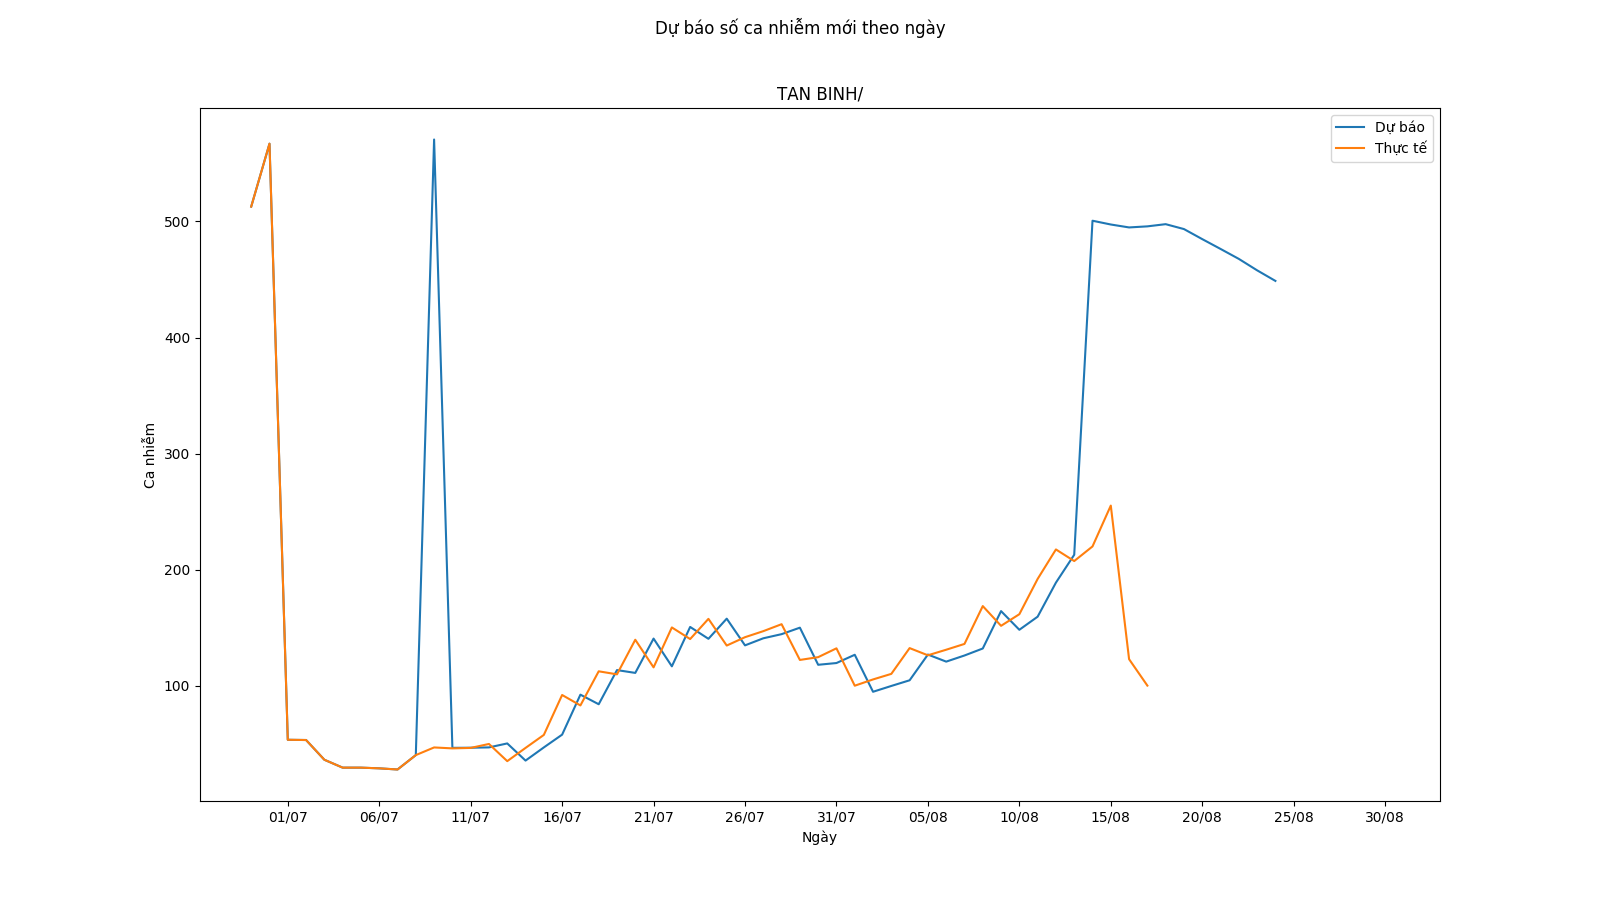 Dự báo số ca nhiễm mới theo ngày
TAN BINH/
Dự báo
Thực tế
500
400
300
200
100
Ca nhiễm
01/07 06/07 11/07 16/07 21/07 26/07 31/07 05/08 10/08 15/08 20/08 25/08 30/08
Ngày